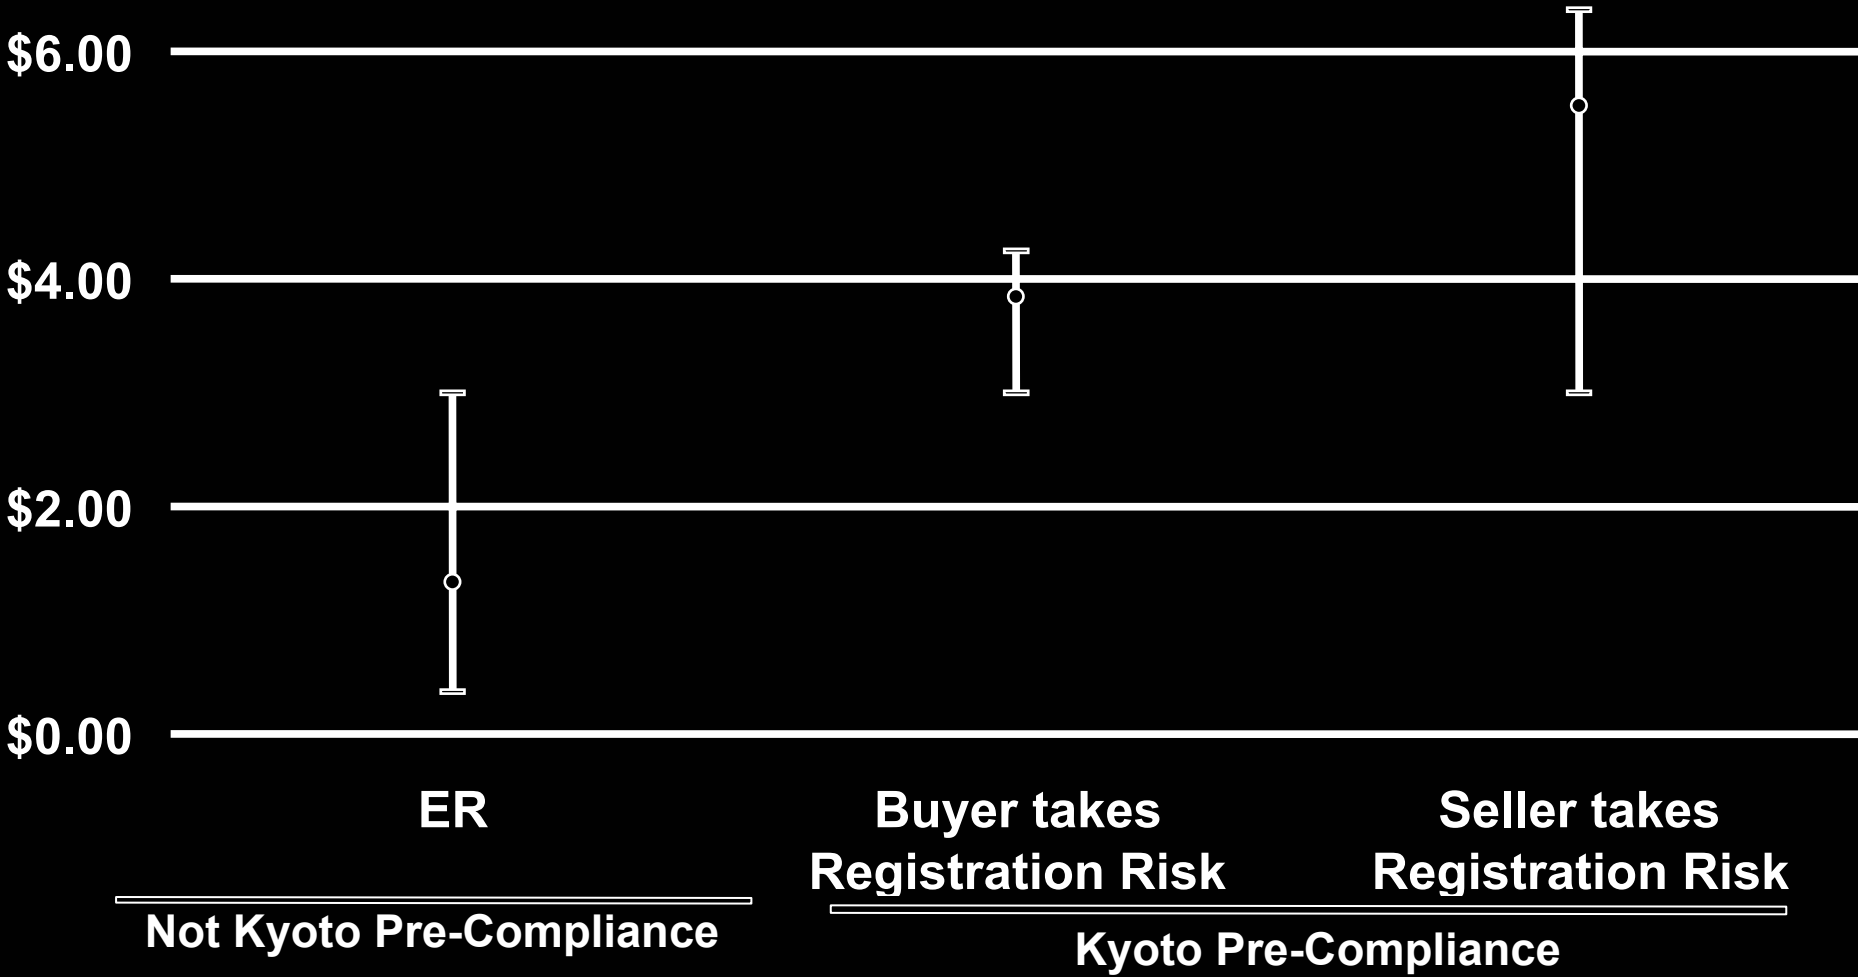 $6.00
$4.00
$2.00
$0.00
ER
Buyer takes
Registration Risk
Seller takes
Registration Risk
Not Kyoto Pre-Compliance
Kyoto Pre-Compliance